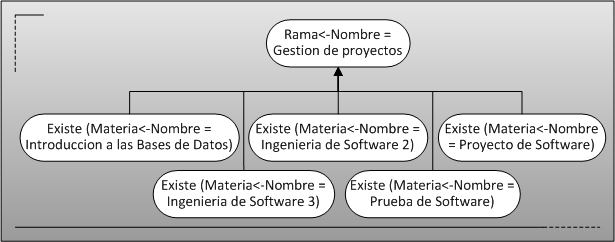 Rama<-Nombre =
Gestion de proyectos
Existe (Materia<-Nombre =
Introduccion a las Bases de Datos)
Existe (Materia<-Nombre =
Ingenieria de Software 2)
Existe (Materia<-Nombre
= Proyecto de Software)
Existe (Materia<-Nombre =
Ingenieria de Software 3)
Existe (Materia<-Nombre =
Prueba de Software)